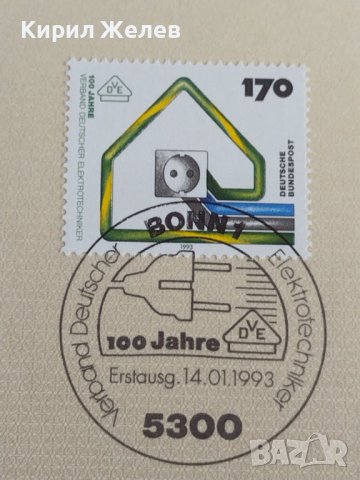 Кирил Желев
100 JAHRE
VERBAND DEUTSCHER ELEKTROTECHNIKER
VDE
170
DEUTSCHE
BUNDESPOST
1993
BONN 1
Verband Deutscher Elektrotechniker
100 Jahre
VDE
Erstausg. 14.01.1993
5300
BAZAR